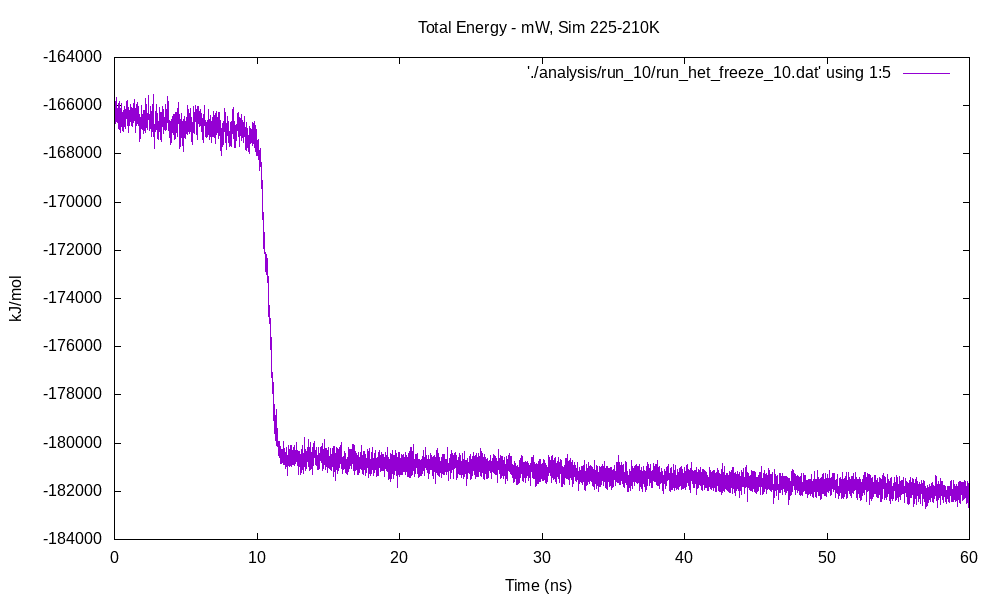 Total Energy - mW, Sim 225-210K
'./analysis/run_10/run_het_freeze_10.dat' using 1:5
-164000
-166000
-168000
-170000
-172000
-174000
-176000
-178000
-180000
-182000
-184000
kJ/mol
0 10 20 30 40 50 60
Time (ns)